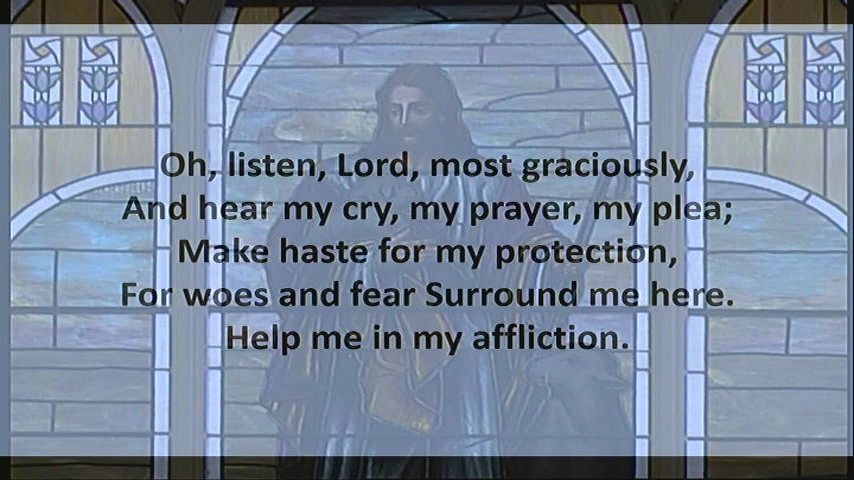 Oh, listen, Lord, most graciously,
And hear my cry, my prayer, my plea;
Make haste for my protection,
For woes and fear Surround me here.
Help me in my affliction.